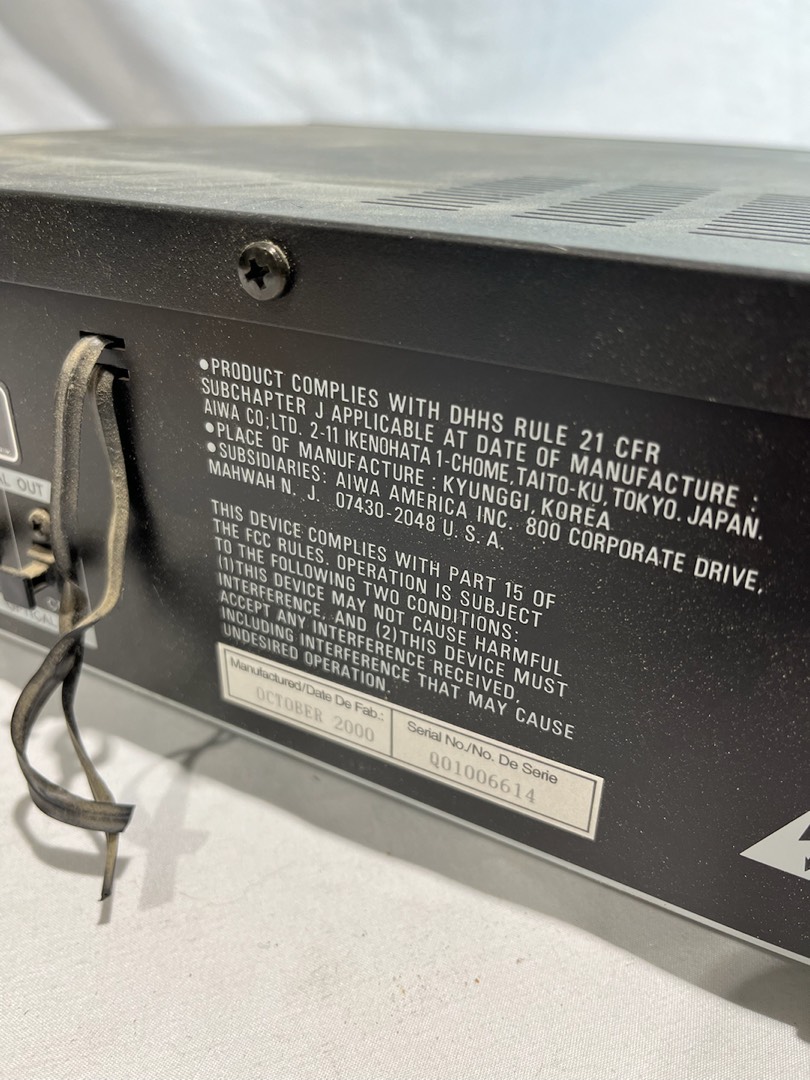 ●PRODUCT COMPLIES WITH DHHS RULE 21 CFR
SUBCHAPTER J APPLICABLE AT DATE OF MANUFACTURE :
AIWA CO;LTD. 2-11 IKENOHATA 1-CHOME,TAITO-KU, TOKYO. JAPAN.
●PLACE OF MANUFACTURE : KYUNGGI, KOREA
●SUBSIDIARIES: AIWA AMERICA INC. 800 CORPORATE DRIVE,
MAHWAH N. J. 07430-2048 U. S. A.
THIS DEVICE COMPLIES WITH PART 15 OF
THE FCC RULES. OPERATION IS SUBJECT
TO THE FOLLOWING TWO CONDITIONS:
(1)THIS DEVICE MAY NOT CAUSE HARMFUL
INTERFERENCE, AND (2)THIS DEVICE MUST
ACCEPT ANY INTERFERENCE RECEIVED,
INCLUDING INTERFERENCE THAT MAY CAUSE
UNDESIRED OPERATION.
Manufactured/Date De Fab.:
OCTOBER 2000
Serial No./No. De Serie
Q01006614
OUT